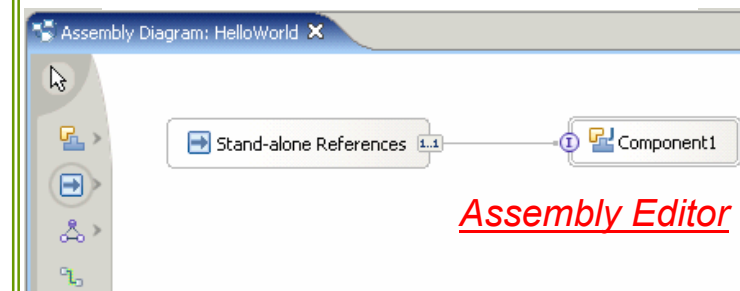 Assembly Diagram: HelloWorld
Stand-alone References 1..1
I Component1
Assembly Editor